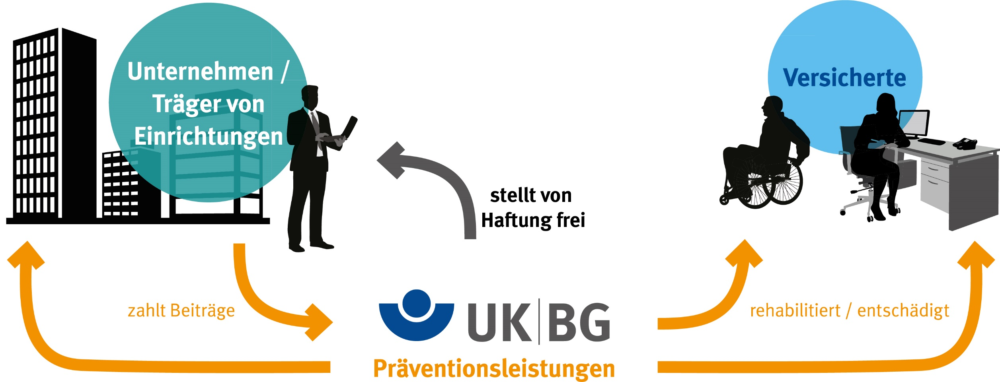 Unternehmen /
Träger von
Einrichtungen
Versicherte
stellt von
Haftung frei
zahlt Beiträge
UK|BG
rehabilitiert / entschädigt
Präventionsleistungen